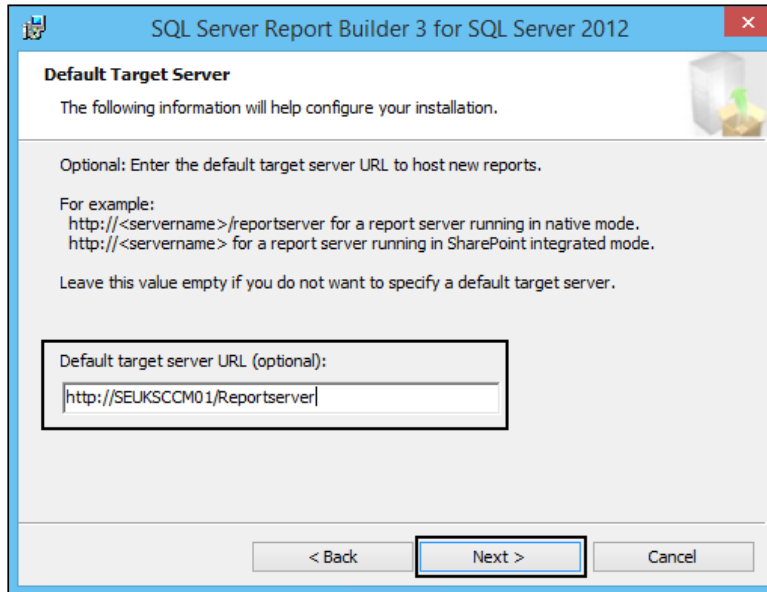 SQL Server Report Builder 3 for SQL Server 2012
Default Target Server
The following information will help configure your installation.
Optional: Enter the default target server URL to host new reports.
For example:
http://<servername>/reportserver for a report server running in native mode.
http://<servername> for a report server running in SharePoint integrated mode.
Leave this value empty if you do not want to specify a default target server.
Default target server URL (optional):
http://SEUKSCCM01/Reportserver
< Back Next > Cancel